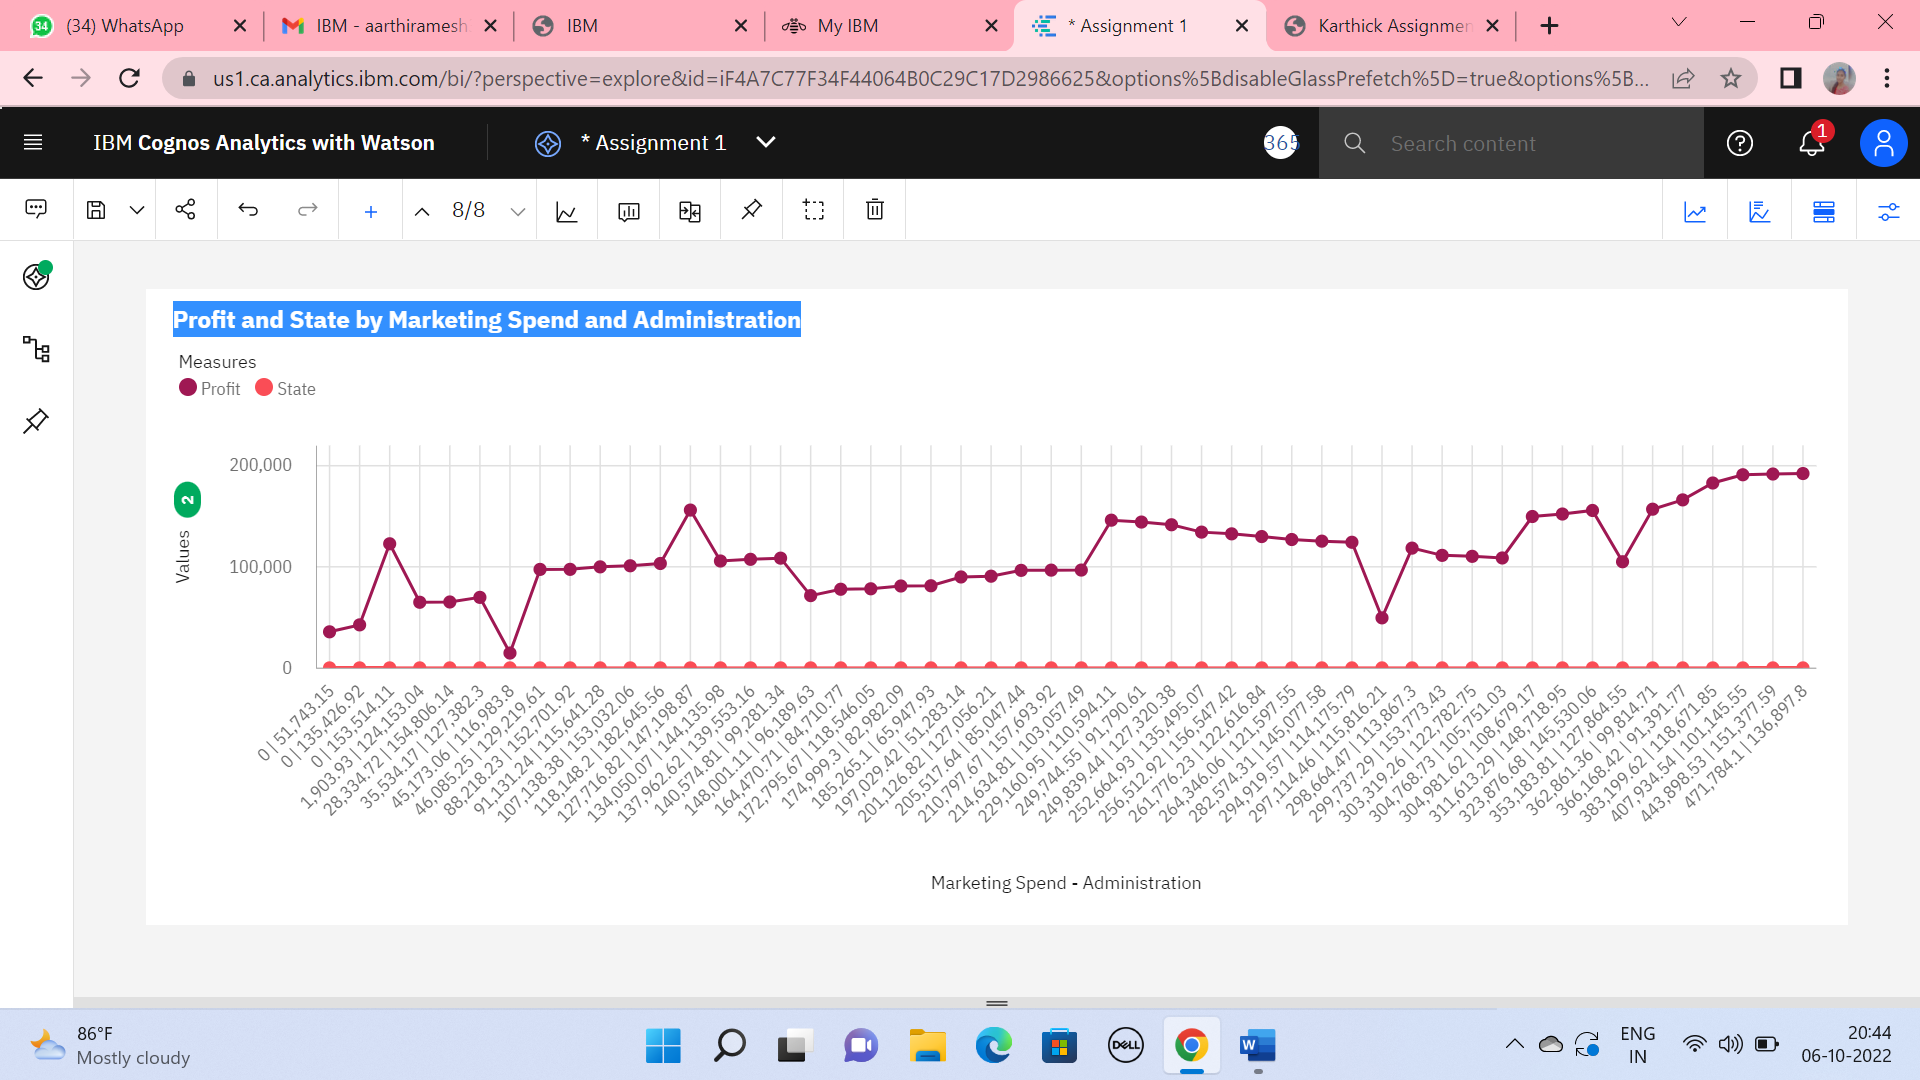 34 (34) WhatsApp
IBM - aarthiramesh
IBM
My IBM
* Assignment 1
Karthick Assignmen
us1.ca.analytics.ibm.com/bi/?perspective=explore&id=iF4A7C77F34F44064B0C29C17D2986625&options%5BdisableGlassPrefetch%5D=true&options%5B...
IBM Cognos Analytics with Watson
* Assignment 1
365
Search content
1
8/8
Profit and State by Marketing Spend and Administration
Measures
Profit State
200,000
100,000
0
Values 2
0 | 51,743.15
0 | 135,426.92
0 | 153,514.11
1,903.93 | 124,153.04
28,334.72 | 154,806.14
35,534.17 | 127,382.3
45,173.06 | 116,983.8
46,085.25 | 129,219.61
88,218.23 | 152,701.92
91,131.24 | 115,641.28
107,138.38 | 153,032.06
118,148.2 | 182,645.56
127,716.82 | 147,198.87
134,050.07 | 144,135.98
137,962.62 | 139,553.16
140,574.81 | 99,281.34
148,001.11 | 96,189.63
164,470.71 | 84,710.77
172,795.67 | 118,546.05
174,999.3 | 82,982.09
185,265.1 | 65,947.93
197,029.42 | 51,283.14
201,126.82 | 127,056.21
205,517.64 | 85,047.44
210,797.67 | 157,693.92
214,634.81 | 103,057.49
229,160.95 | 110,594.11
249,744.55 | 91,790.61
249,839.44 | 127,320.38
252,664.93 | 135,495.07
256,512.92 | 156,547.42
261,776.23 | 122,616.84
264,346.06 | 121,597.55
282,574.31 | 145,077.58
294,919.57 | 114,175.79
297,114.46 | 115,816.21
298,664.47 | 113,867.3
299,737.29 | 153,773.43
303,319.26 | 122,782.75
304,768.73 | 105,751.03
304,981.62 | 108,679.17
311,613.29 | 148,718.95
323,876.68 | 145,530.06
353,183.81 | 127,864.55
362,861.36 | 99,814.71
366,168.42 | 91,391.77
383,199.62 | 118,671.85
407,934.54 | 101,145.55
443,898.53 | 151,377.59
471,784.1 | 136,897.8
Marketing Spend - Administration
86°F
Mostly cloudy
DELL
W
ENG
IN
20:44
06-10-2022